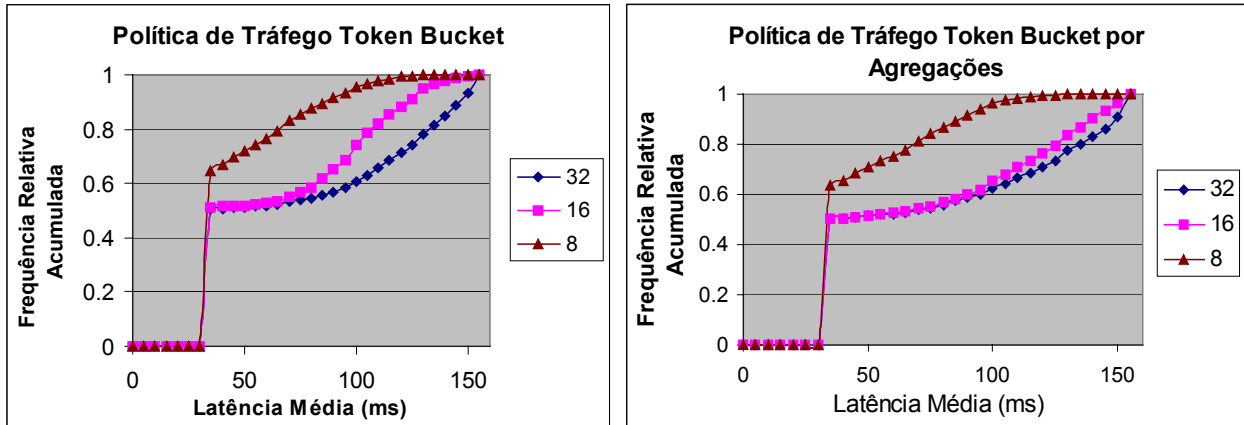 Política de Tráfego Token Bucket
Frequência Relativa
Acumulada
1
0.8
0.6
0.4
0.2
0
0
50
100
150
Latência Média (ms)
32
16
8
Política de Tráfego Token Bucket por
Agregações
Frequência Relativa
Acumulada
1
0.8
0.6
0.4
0.2
0
0
50
100
150
Latência Média (ms)
32
16
8